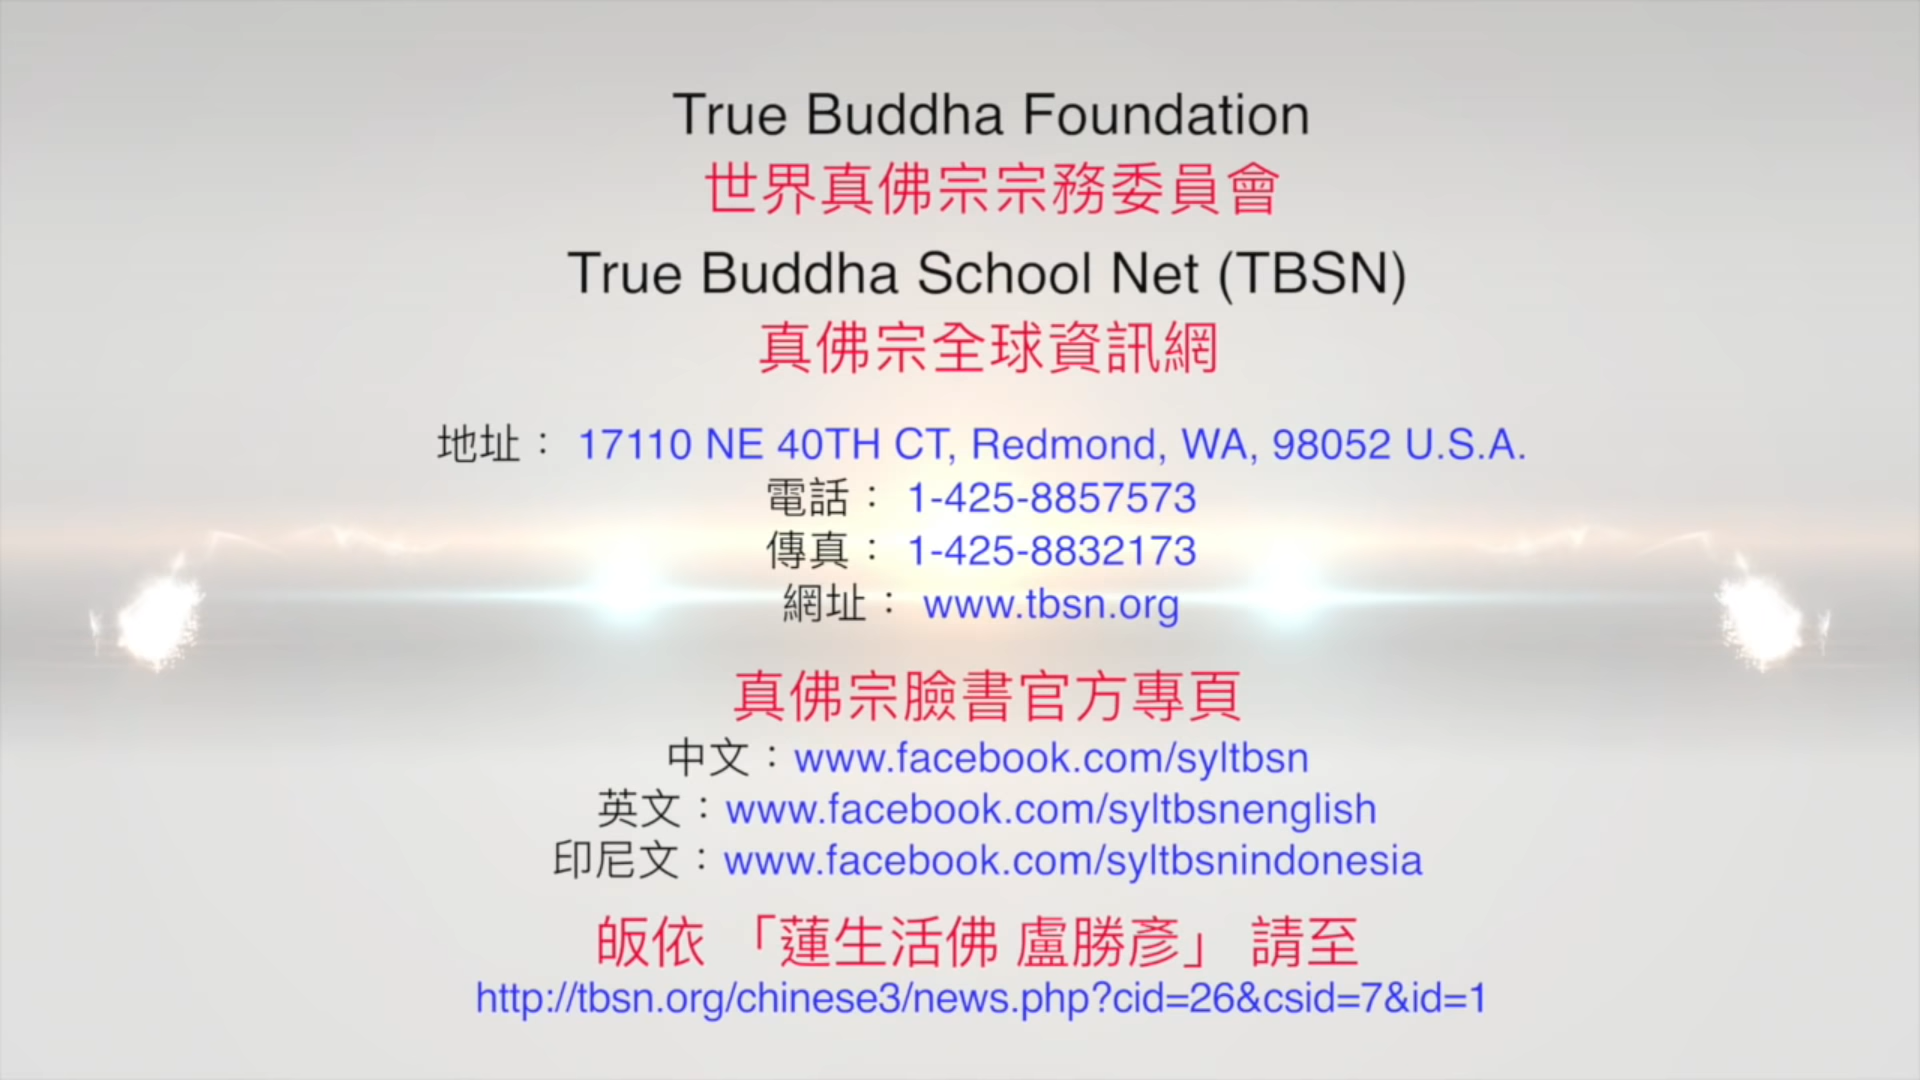 True Buddha Foundation
世界真佛宗宗務委員會
True Buddha School Net (TBSN)
真佛宗全球資訊網
地址： 17110 NE 40TH CT, Redmond, WA, 98052 U.S.A.
電話： 1-425-8857573
傳真： 1-425-8832173
網址： www.tbsn.org
真佛宗臉書官方專頁
中文：www.facebook.com/syltbsn
英文：www.facebook.com/syltbsnenglish
印尼文：www.facebook.com/syltbsnindonesia
皈依 「蓮生活佛 盧勝彥」 請至
http://tbsn.org/chinese3/news.php?cid=26&csid=7&id=1